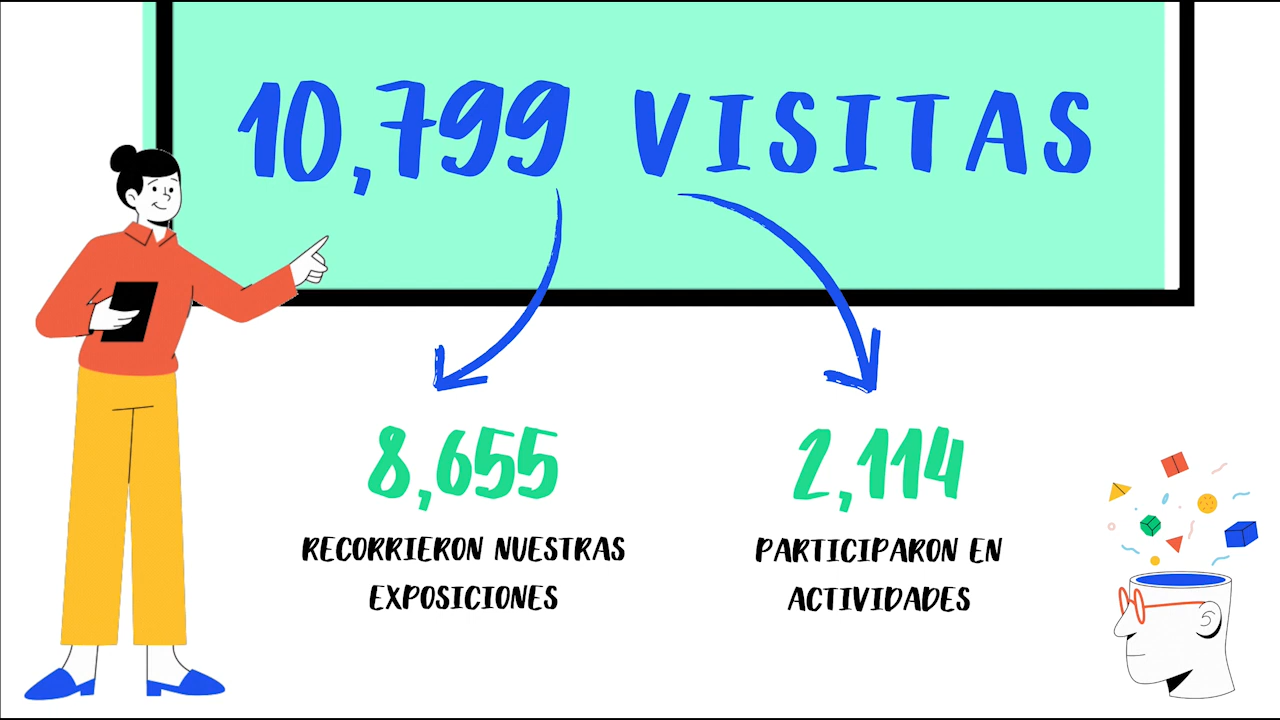 10,799 VISITAS
8,655
RECORRIERON NUESTRAS
EXPOSICIONES
2,114
PARTICIPARON EN
ACTIVIDADES